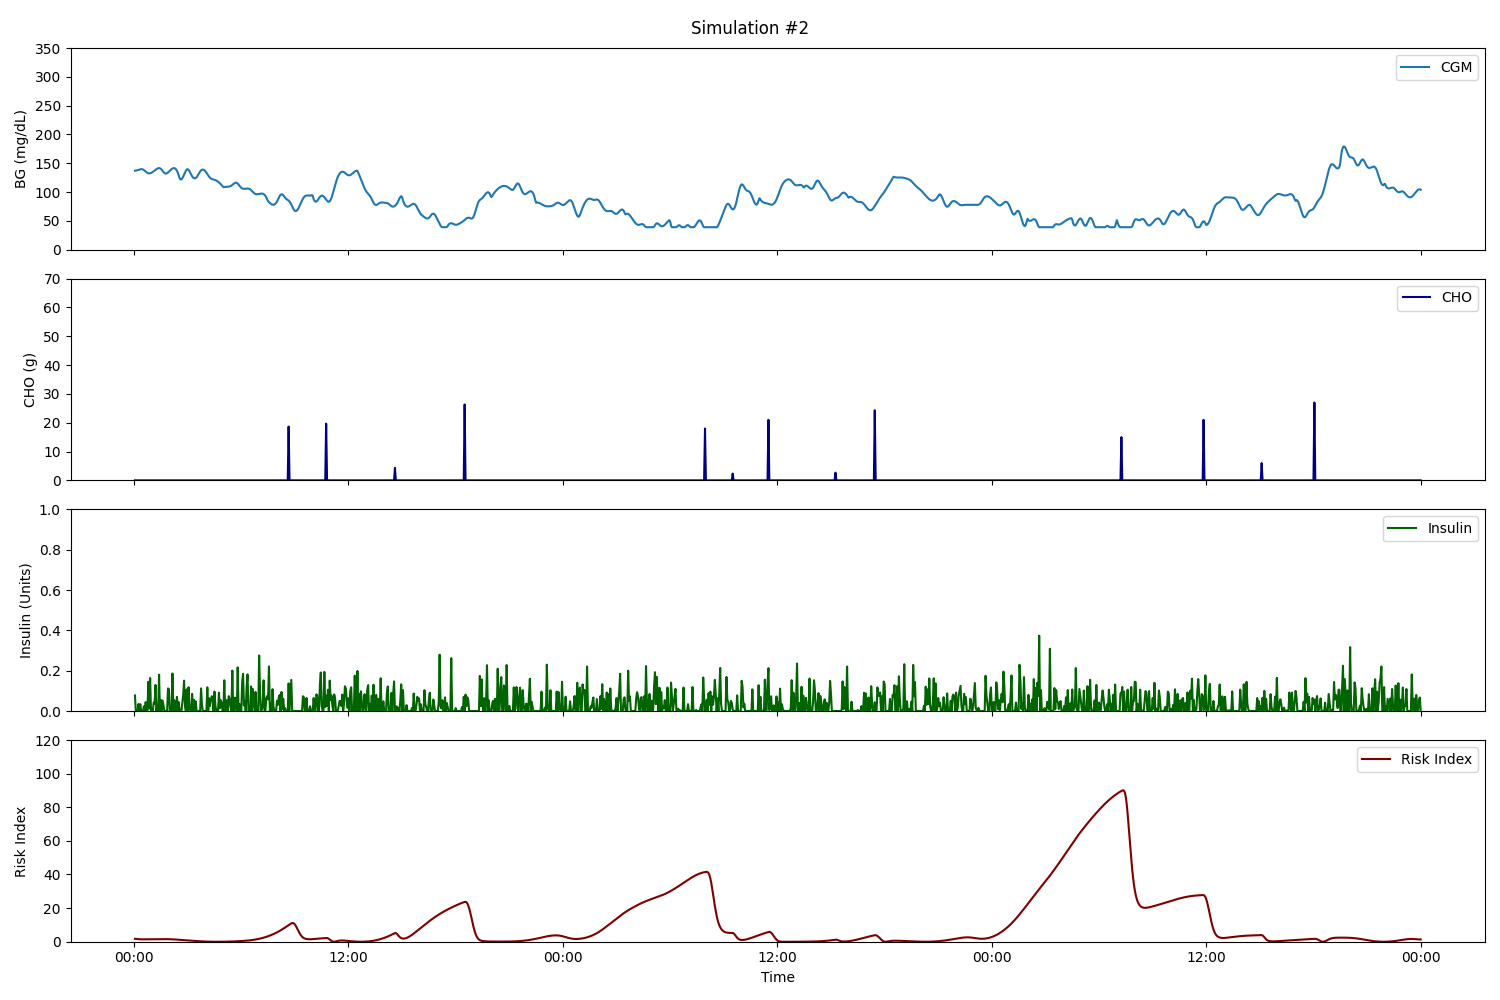 Simulation #2
350
300
250
200
150
100
50
0
BG (mg/dL)
CGM
70
60
50
40
30
20
10
0
CHO (g)
CHO
1.0
0.8
0.6
0.4
0.2
0.0
Insulin (Units)
Insulin
120
100
80
60
40
20
0
Risk Index
Risk Index
00:00 12:00 00:00 12:00 00:00 12:00 00:00
Time